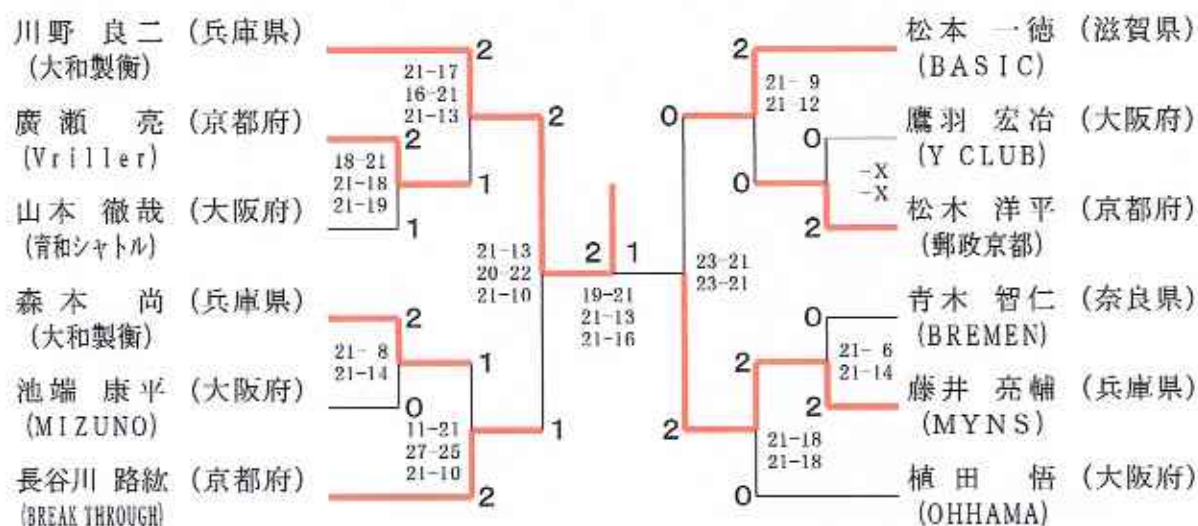 川野 良二 (兵庫県)
(大和製衡)
廣瀬 亮 (京都府)
(Vriller)
山本 徹哉 (大阪府)
(青和シャトル)
森本 尚 (兵庫県)
(大和製衡)
池端 康平 (大阪府)
(MIZUNO)
長谷川 路紘 (京都府)
(BREAK THROUGH)
2
21-17
16-21
21-13
2
18-21
21-18
21-19
1
1
2
21-13
20-22
21-10
2
21-8
21-14
0
1
11-21
27-25
21-10
2
1
2 1
19-21
21-13
21-16
0
23-21
23-21
2
2
21-9
21-12
0
0
-X
-X
2
0
21-6
21-14
2
2
21-18
21-18
0
松本 一徳 (滋賀県)
(BASIC)
鷹羽 宏冶 (大阪府)
(Y CLUB)
松木 洋平 (京都府)
(郵政京都)
青木 智仁 (奈良県)
(BREMEN)
藤井 亮輔 (兵庫県)
(MYNS)
植田 悟 (大阪府)
(OHHAMA)